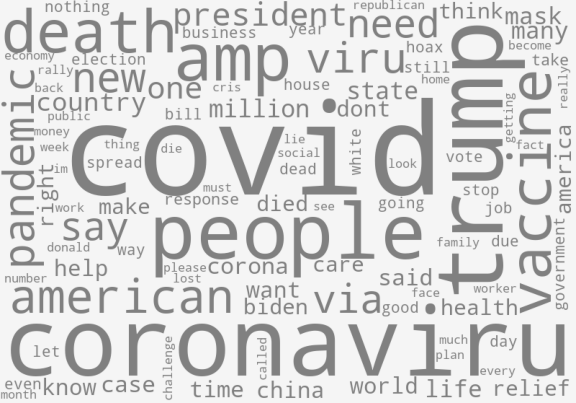 nothing
republican
president
think
mask
death
business
year
need
many
economy
election
amp
viru
hoax
become
rally
new
one
cris
house
still
take
back
home
really
country
million
dont
state
public
bill
trump
vaccine
getting
pandemic
money
covid
white
fact
week
thing
die
lie
vote
america
im
spread
social
dead
look
stop
right
must
work
make
response
died
see
going
job
say
people
donald
way
family
due
government
help
please
corona
care
number
lost
said
worker
american
want
via
face
biden
good
health
coronaviru
let
much
day
plan
challenge
called
every
even
know
case
time
china
world
life
relief
month